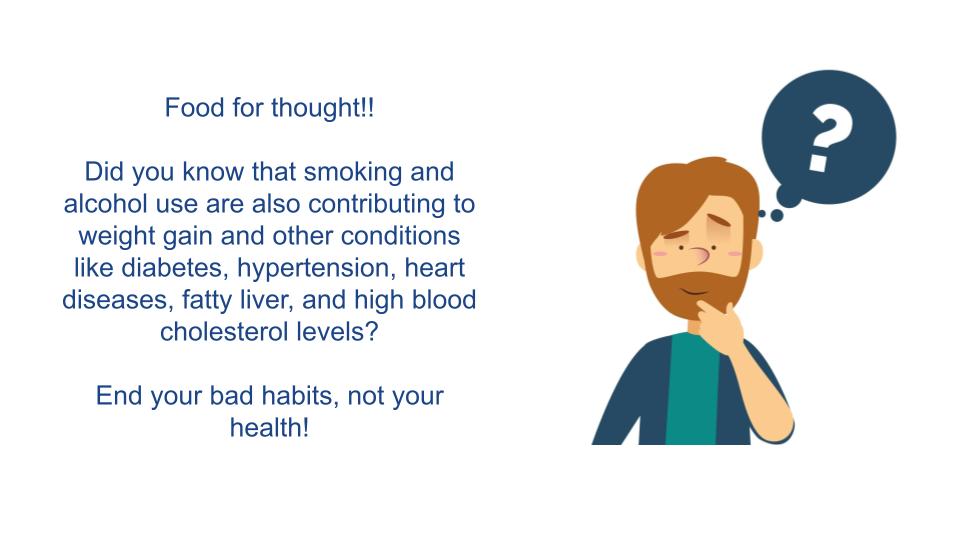 Food for thought!!
Did you know that smoking and
alcohol use are also contributing to
weight gain and other conditions
like diabetes, hypertension, heart
diseases, fatty liver, and high blood
cholesterol levels?
End your bad habits, not your
health!
?